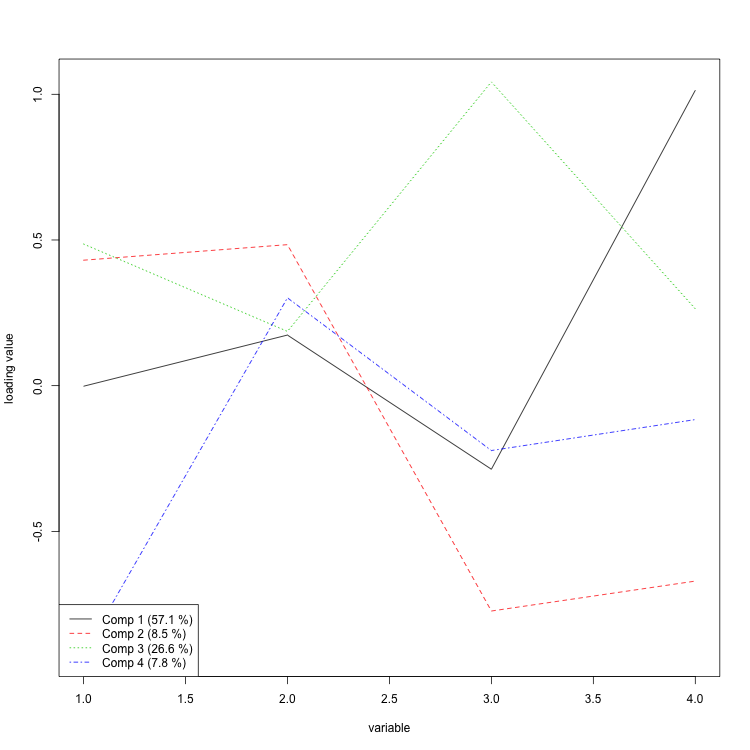 1.0
0.5
0.0
-0.5
loading value
Comp 1 (57.1 %)
Comp 2 (8.5 %)
Comp 3 (26.6 %)
Comp 4 (7.8 %)
1.0 1.5 2.0 2.5 3.0 3.5 4.0
variable